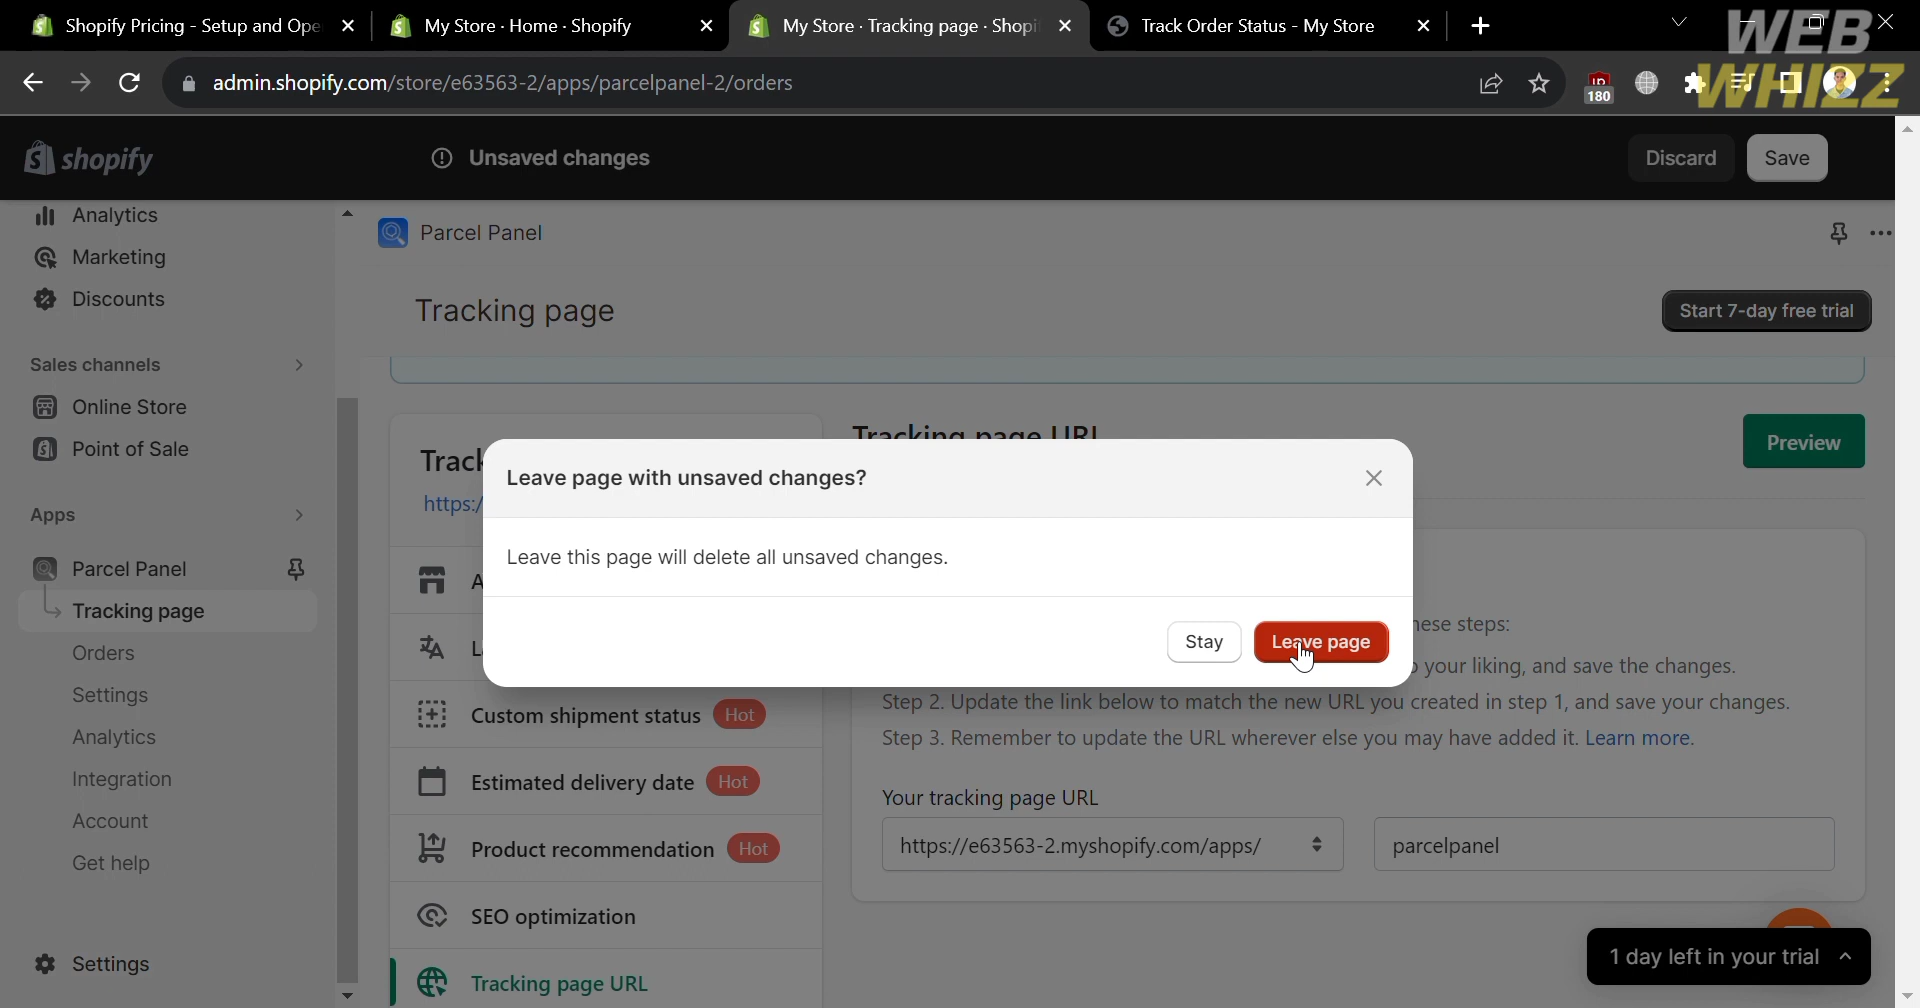 Shopify Pricing - Setup and Ope
My Store · Home · Shopify
My Store · Tracking page · Shopi
Track Order Status - My Store
WEB
WHIZZ
admin.shopify.com/store/e63563-2/apps/parcelpanel-2/orders
180
shopify
Unsaved changes
Discard
Save
Analytics
Marketing
Discounts
Sales channels
Online Store
Point of Sale
Apps
Parcel Panel
Tracking page
Orders
Settings
Analytics
Integration
Account
Get help
Settings
Parcel Panel
Tracking page
Start 7-day free trial
Track
https:/
Custom shipment status Hot
Estimated delivery date Hot
Product recommendation Hot
SEO optimization
Tracking page URL
Tracking page URL
Preview
Leave page with unsaved changes?
Leave this page will delete all unsaved changes.
Stay
Leave page
hese steps:
your liking, and save the changes.
Step 2. Update the link below to match the new URL you created in step 1, and save your changes.
Step 3. Remember to update the URL wherever else you may have added it. Learn more.
Your tracking page URL
https://e63563-2.myshopify.com/apps/
parcelpanel
1 day left in your trial